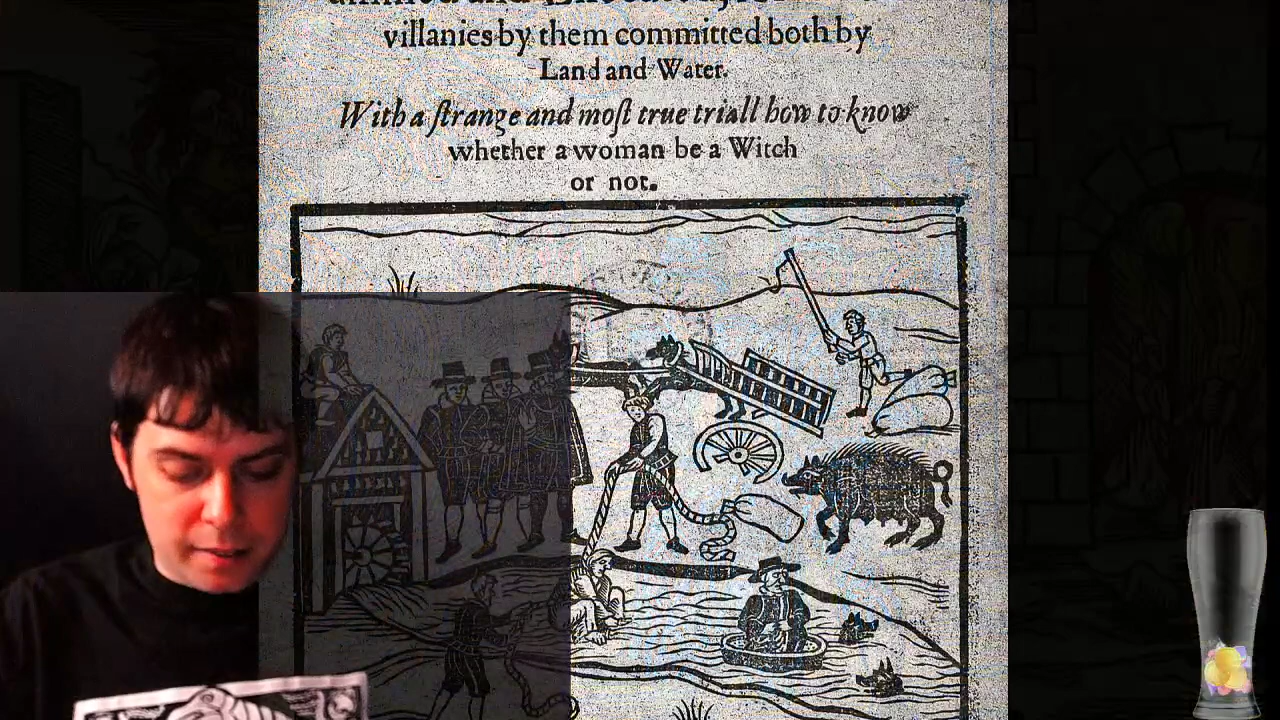 villanies by them committed both by
Land and Water.
With a ſtrange and moſt true triall how to know
whether a woman be a Witch
or not.